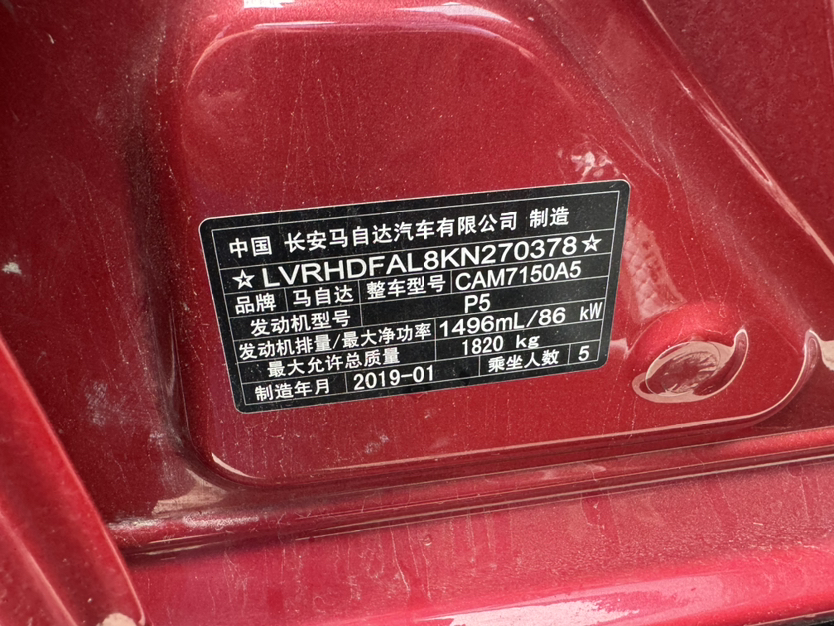 中国 长安马自达汽车有限公司 制造
☆LVRHDFAL8KN270378☆
品牌 马自达 整车型号 CAM7150A5
发动机型号 P5
发动机排量/最大净功率 1496mL/86 kW
最大允许总质量 1820 kg
制造年月 2019-01 乘坐人数 5